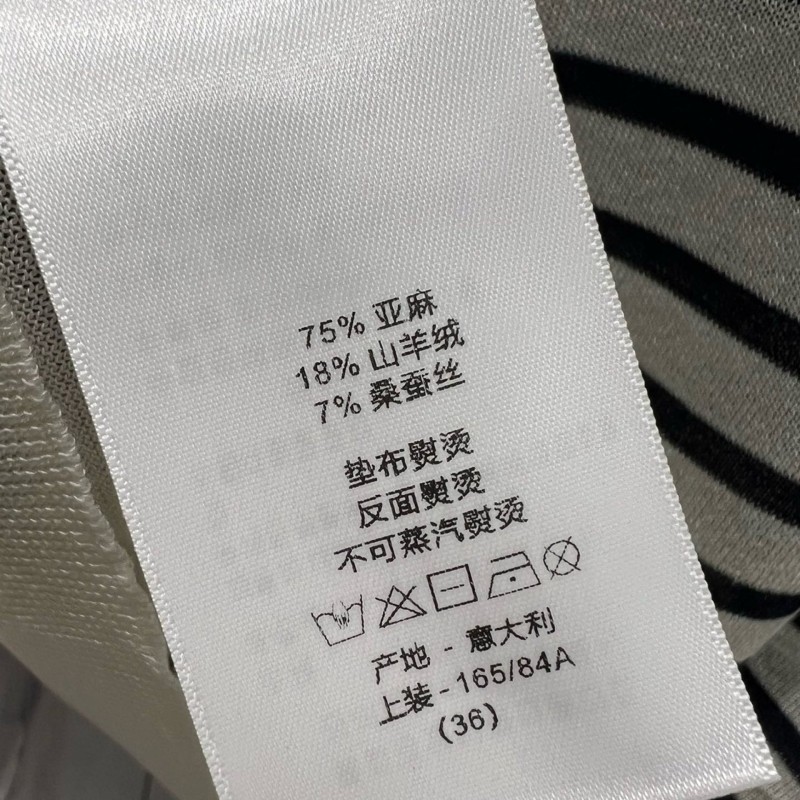 75% 亚麻
18% 山羊绒
7% 桑蚕丝
垫布熨烫
反面熨烫
不可蒸汽熨烫
产地 - 意大利
上装 - 165/84A
(36)